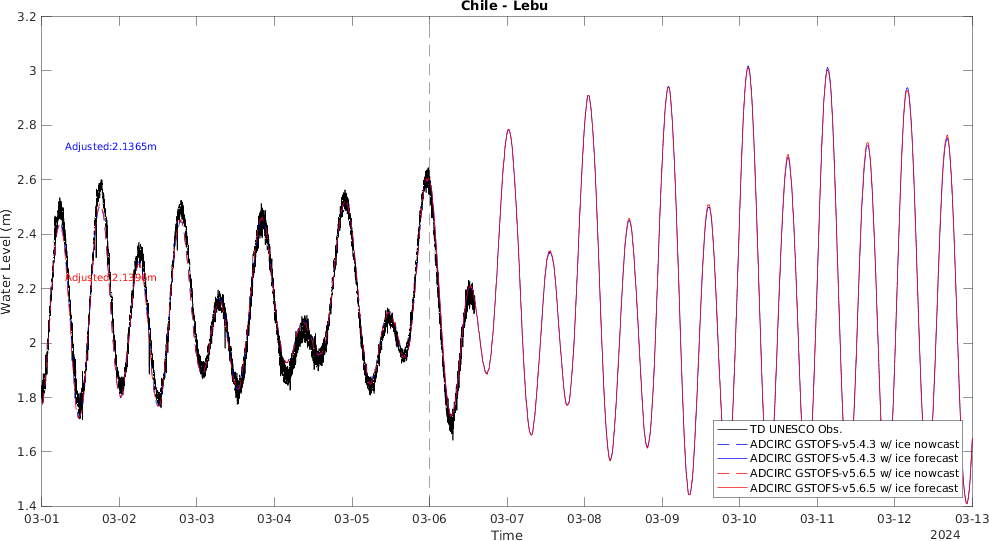 Chile - Lebu
3.2
3
2.8
2.6
2.4
2.2
2
1.8
1.6
1.4
Water Level (m)
Adjusted:2.1365m
Adjusted:2.1396m
TD UNESCO Obs.
ADCIRC GSTOFS-v5.4.3 w/ ice nowcast
ADCIRC GSTOFS-v5.4.3 w/ ice forecast
ADCIRC GSTOFS-v5.6.5 w/ ice nowcast
ADCIRC GSTOFS-v5.6.5 w/ ice forecast
03-01 03-02 03-03 03-04 03-05 03-06 03-07 03-08 03-09 03-10 03-11 03-12 03-13
Time
2024